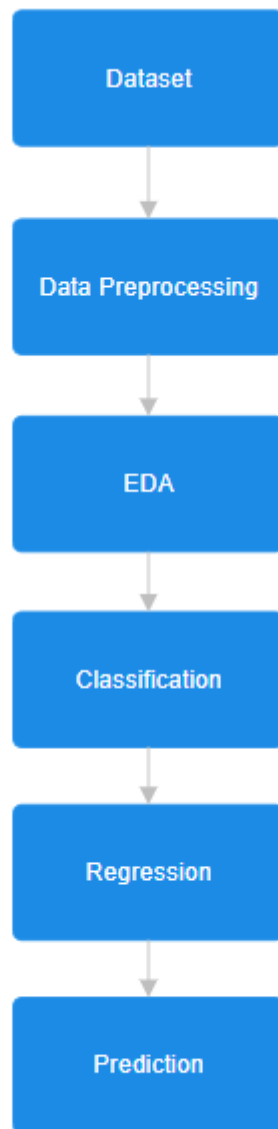 Dataset
Data Preprocessing
EDA
Classification
Regression
Prediction